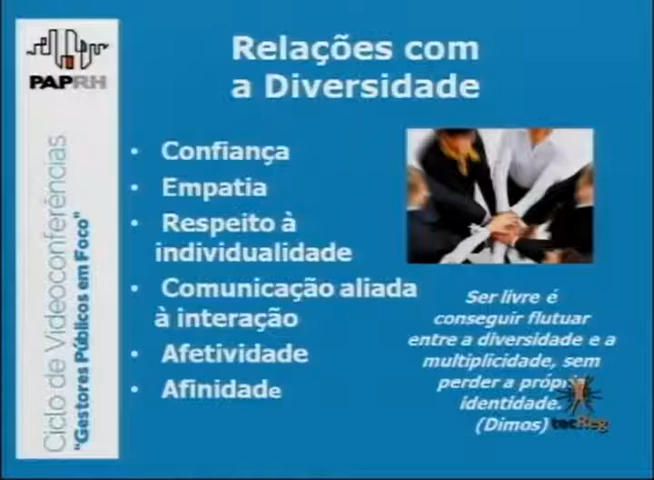 PAPRH
Ciclo de Videoconferências
"Gestores Públicos em Foco"
Relações com
a Diversidade
• Confiança
• Empatia
• Respeito à
individualidade
• Comunicação aliada
à interação
• Afetividade
• Afinidade
Ser livre é
conseguir flutuar
entre a diversidade e a
multiplicidade, sem
perder a própria
identidade.
(Dimos)
tecReg